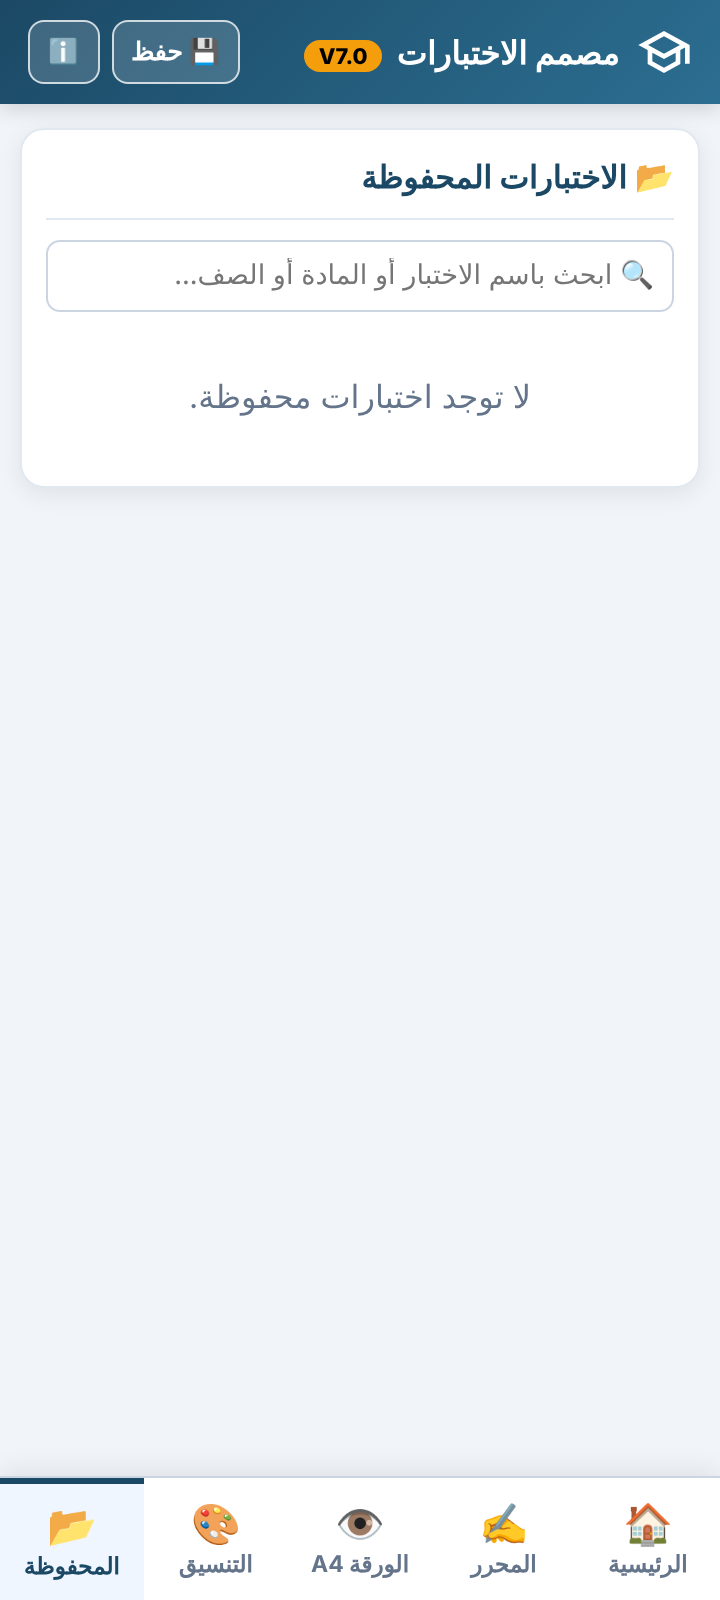 مصمم الاختبارات V7.0
💾 حفظ
ℹ️
📂 الاختبارات المحفوظة
🔍 ابحث باسم الاختبار أو المادة أو الصف...
لا توجد اختبارات محفوظة.
الرئيسية
المحرر
الورقة A4
التنسيق
المحفوظة